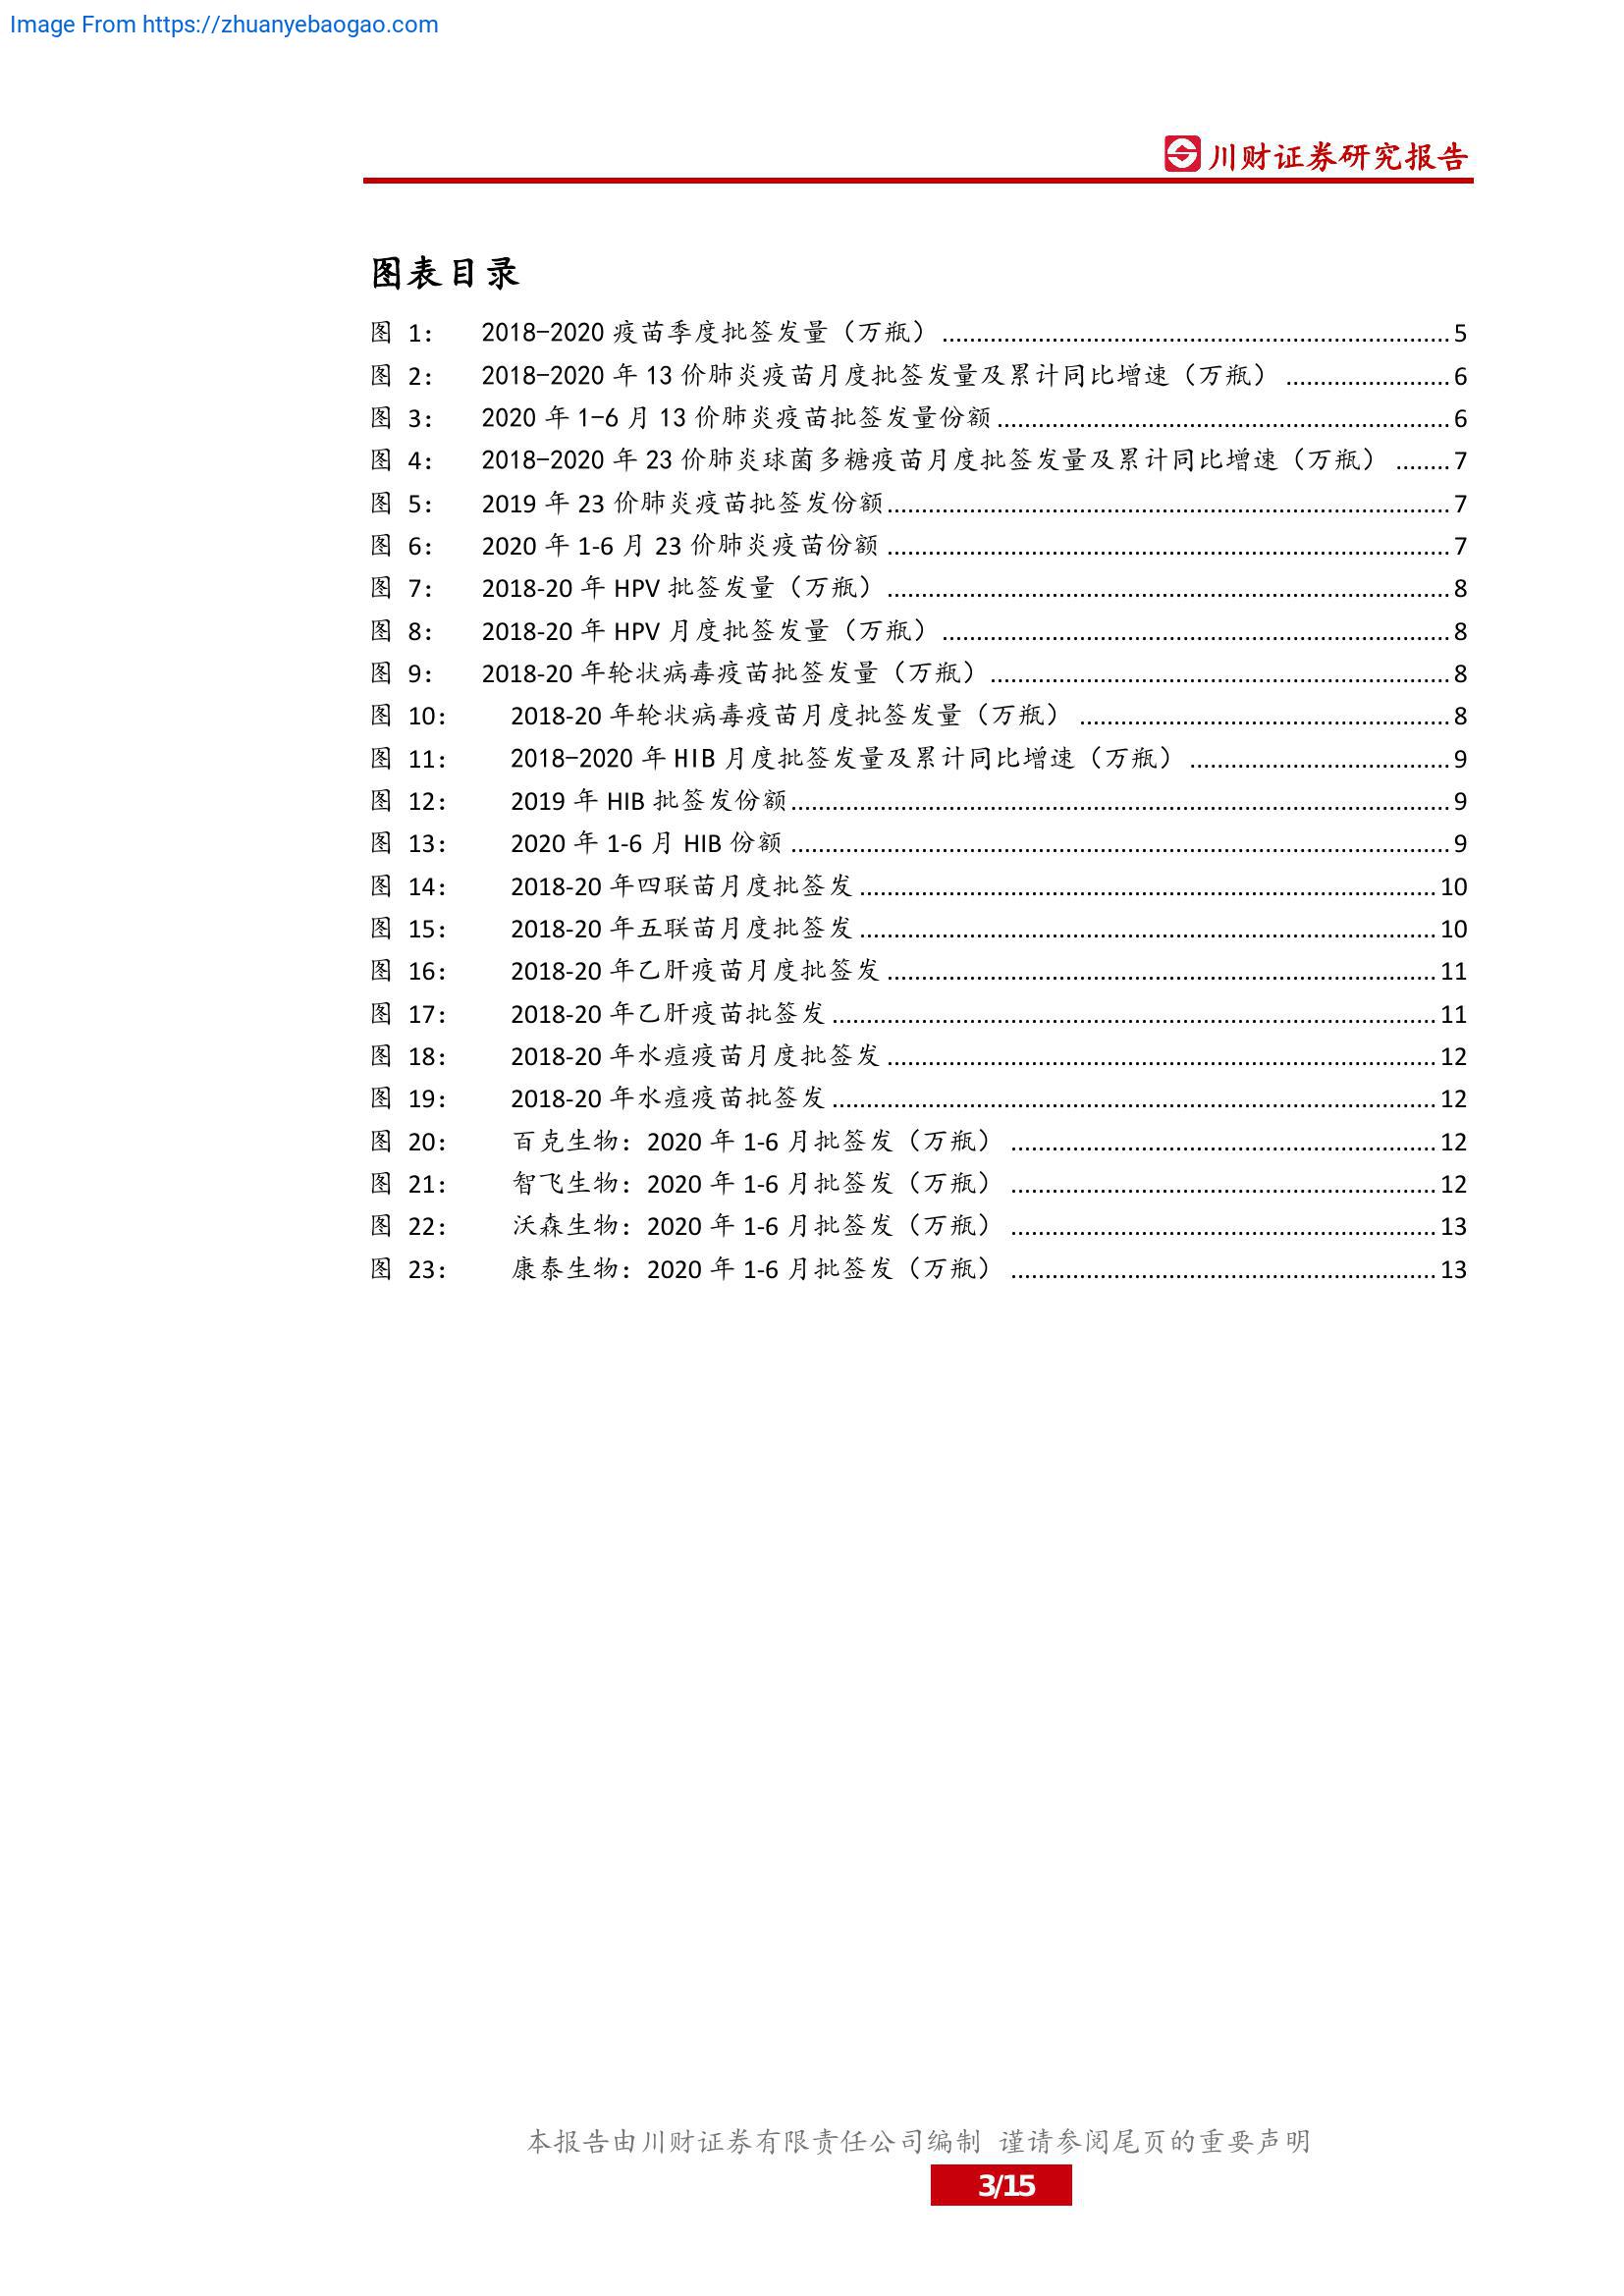 Image From https://zhuanyebaogao.com
川财证券研究报告
图表目录
图 1: 2018-2020 疫苗季度批签发量（万瓶） 5
图 2: 2018-2020 年 13 价肺炎疫苗月度批签发量及累计同比增速（万瓶） 6
图 3: 2020 年 1-6 月 13 价肺炎疫苗批签发量份额 6
图 4: 2018-2020 年 23 价肺炎球菌多糖疫苗月度批签发量及累计同比增速（万瓶） 7
图 5: 2019 年 23 价肺炎疫苗批签发份额 7
图 6: 2020 年 1-6 月 23 价肺炎疫苗份额 7
图 7: 2018-20 年 HPV 批签发量（万瓶） 8
图 8: 2018-20 年 HPV 月度批签发量（万瓶） 8
图 9: 2018-20 年轮状病毒疫苗批签发量（万瓶） 8
图 10: 2018-20 年轮状病毒疫苗月度批签发量（万瓶） 8
图 11: 2018-2020 年 HIB 月度批签发量及累计同比增速（万瓶） 9
图 12: 2019 年 HIB 批签发份额 9
图 13: 2020 年 1-6 月 HIB 份额 9
图 14: 2018-20 年四联苗月度批签发 10
图 15: 2018-20 年五联苗月度批签发 10
图 16: 2018-20 年乙肝疫苗月度批签发 11
图 17: 2018-20 年乙肝疫苗批签发 11
图 18: 2018-20 年水痘疫苗月度批签发 12
图 19: 2018-20 年水痘疫苗批签发 12
图 20: 百克生物：2020 年 1-6 月批签发（万瓶） 12
图 21: 智飞生物：2020 年 1-6 月批签发（万瓶） 12
图 22: 沃森生物：2020 年 1-6 月批签发（万瓶） 13
图 23: 康泰生物：2020 年 1-6 月批签发（万瓶） 13
本报告由川财证券有限责任公司编制 谨请参阅尾页的重要声明
3/15